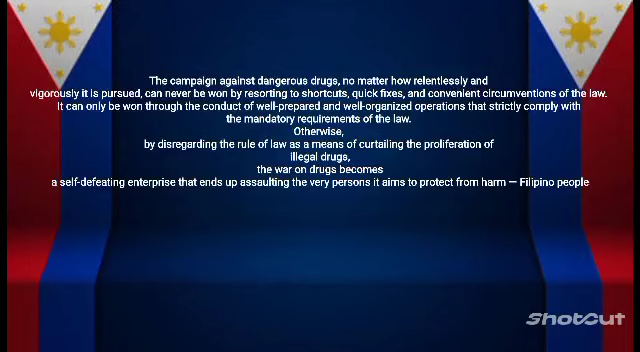 The campaign against dangerous drugs, no matter how relentlessly and
vigorously it is pursued, can never be won by resorting to shortcuts, quick fixes, and convenient circumventions of the law.
It can only be won through the conduct of well-prepared and well-organized operations that strictly comply with
the mandatory requirements of the law.
Otherwise,
by disregarding the rule of law as a means of curtailing the proliferation of
illegal drugs,
the war on drugs becomes
a self-defeating enterprise that ends up assaulting the very persons it aims to protect from harm — Filipino people
Shotcut